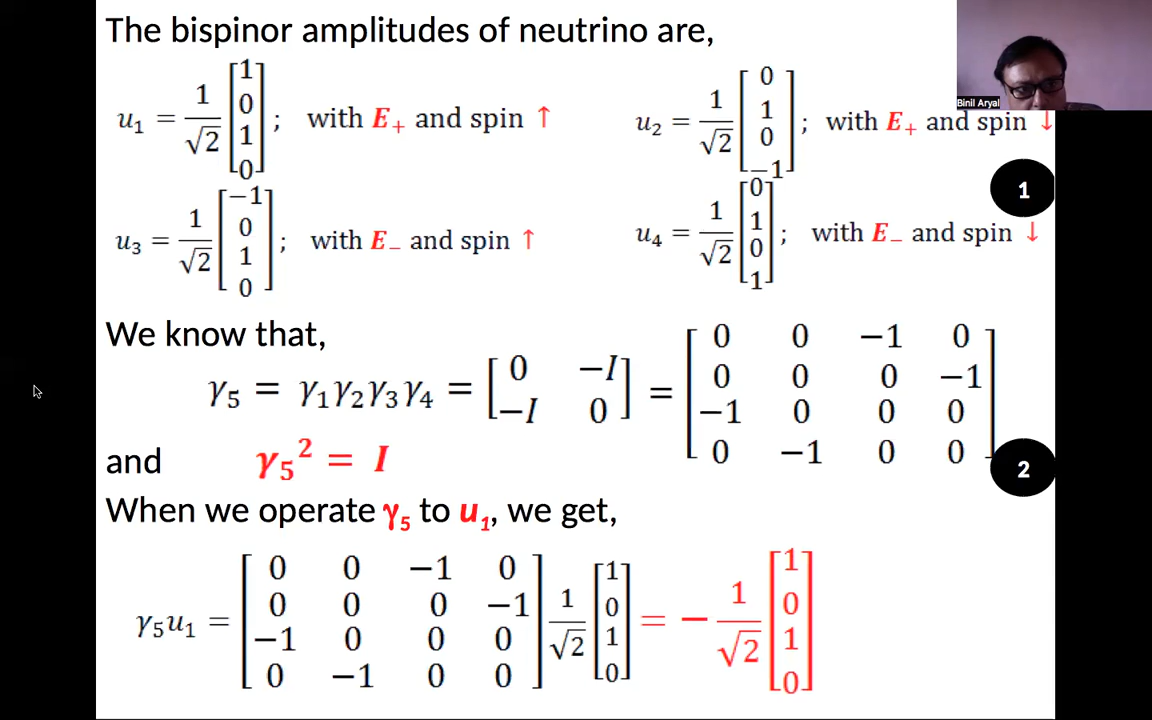 The bispinor amplitudes of neutrino are,
u₁ = 1/√2 [1 0 1 0] ; with E₊ and spin ↑
u₂ = 1/√2 [0 1 0 −1] ; with E₊ and spin ↓
Binil Aryal
1
u₃ = 1/√2 [−1 0 1 0] ; with E₋ and spin ↑
u₄ = 1/√2 [0 1 0 1] ; with E₋ and spin ↓
We know that,
γ₅ = γ₁γ₂γ₃γ₄ = [0 −I; −I 0] = [0 0 −1 0; 0 0 0 −1; −1 0 0 0; 0 −1 0 0]
and γ₅² = I
2
When we operate γ₅ to u₁, we get,
γ₅u₁ = [0 0 −1 0; 0 0 0 −1; −1 0 0 0; 0 −1 0 0] 1/√2 [1 0 1 0] = − 1/√2 [1 0 1 0]